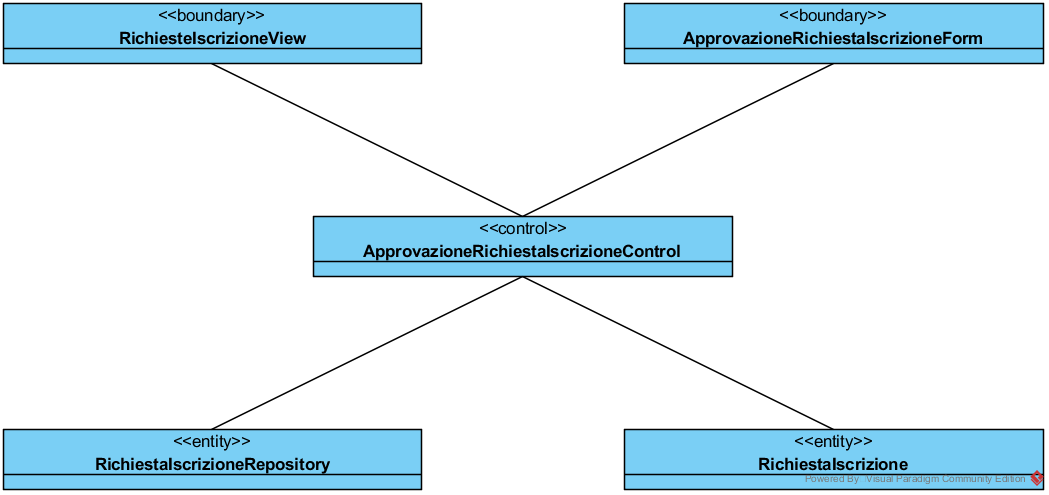 <<boundary>>
RichiesteIscrizioneView
<<boundary>>
ApprovazioneRichiestaIscrizioneForm
<<control>>
ApprovazioneRichiestaIscrizioneControl
<<entity>>
RichiestaIscrizioneRepository
<<entity>>
RichiestaIscrizione
Powered By Visual Paradigm Community Edition